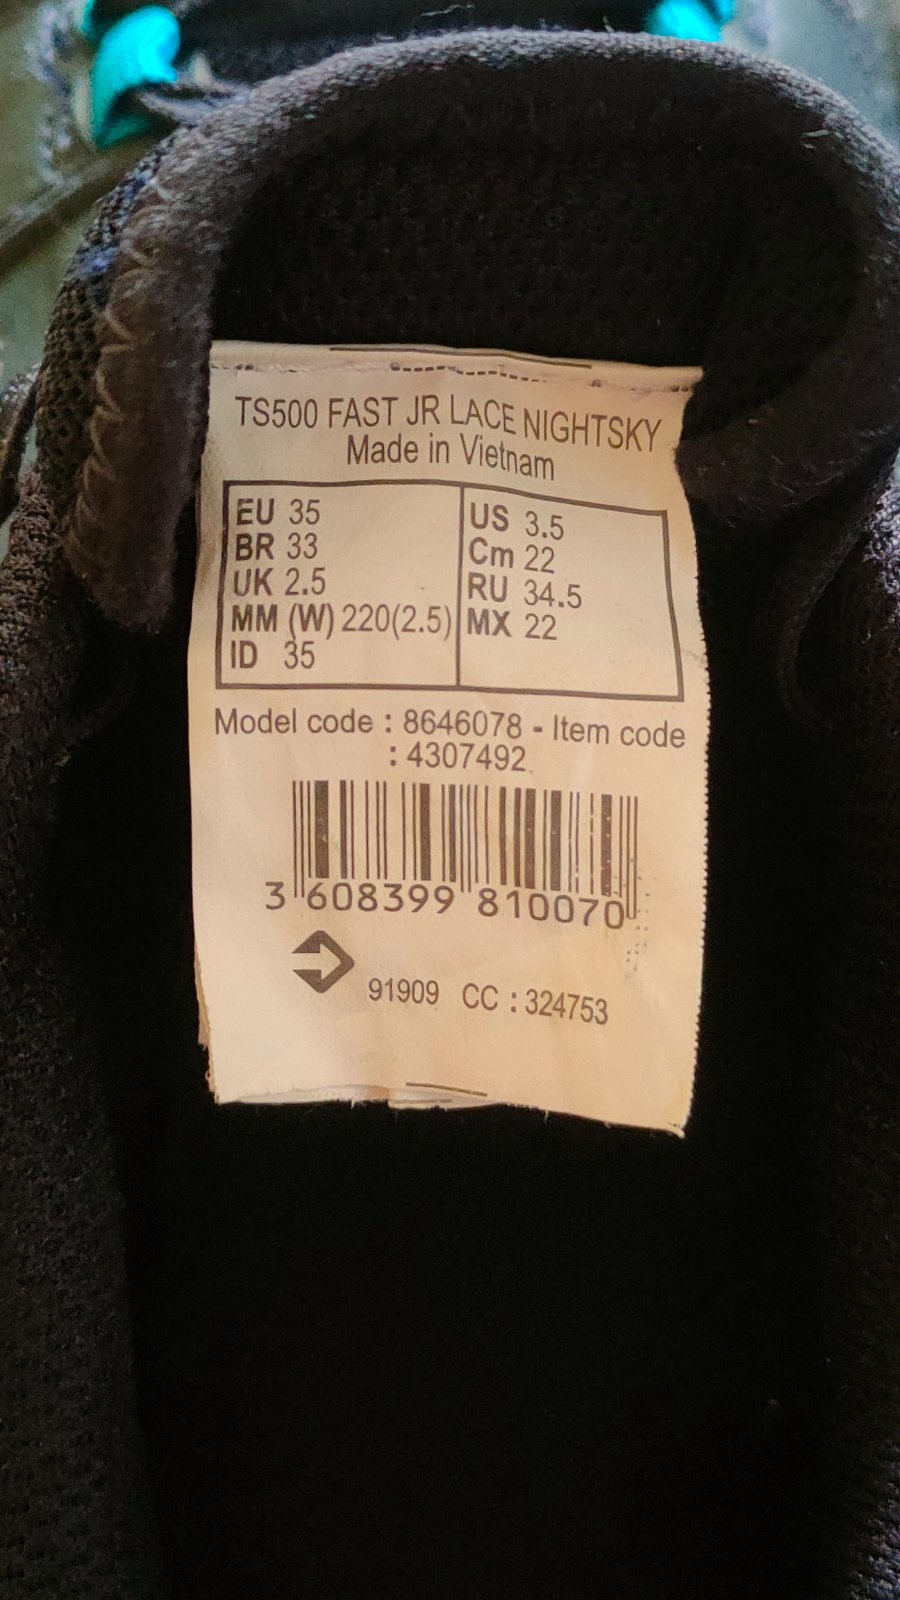 TS500 FAST JR LACE NIGHTSKY
Made in Vietnam
EU 35
BR 33
UK 2.5
MM (W) 220(2.5)
ID 35
US 3.5
Cm 22
RU 34.5
MX 22
Model code : 8646078 - Item code
: 4307492
3 608399 810070
91909 CC : 324753